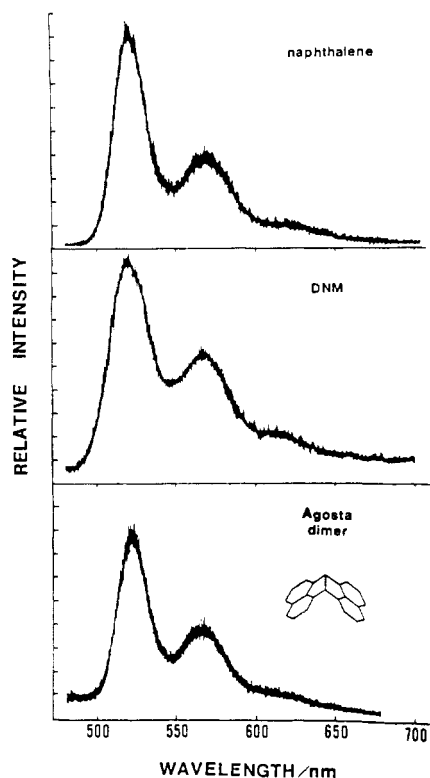 naphthalene
DNM
Agosta
dimer
RELATIVE INTENSITY
500 550 600 650 700
WAVELENGTH/nm